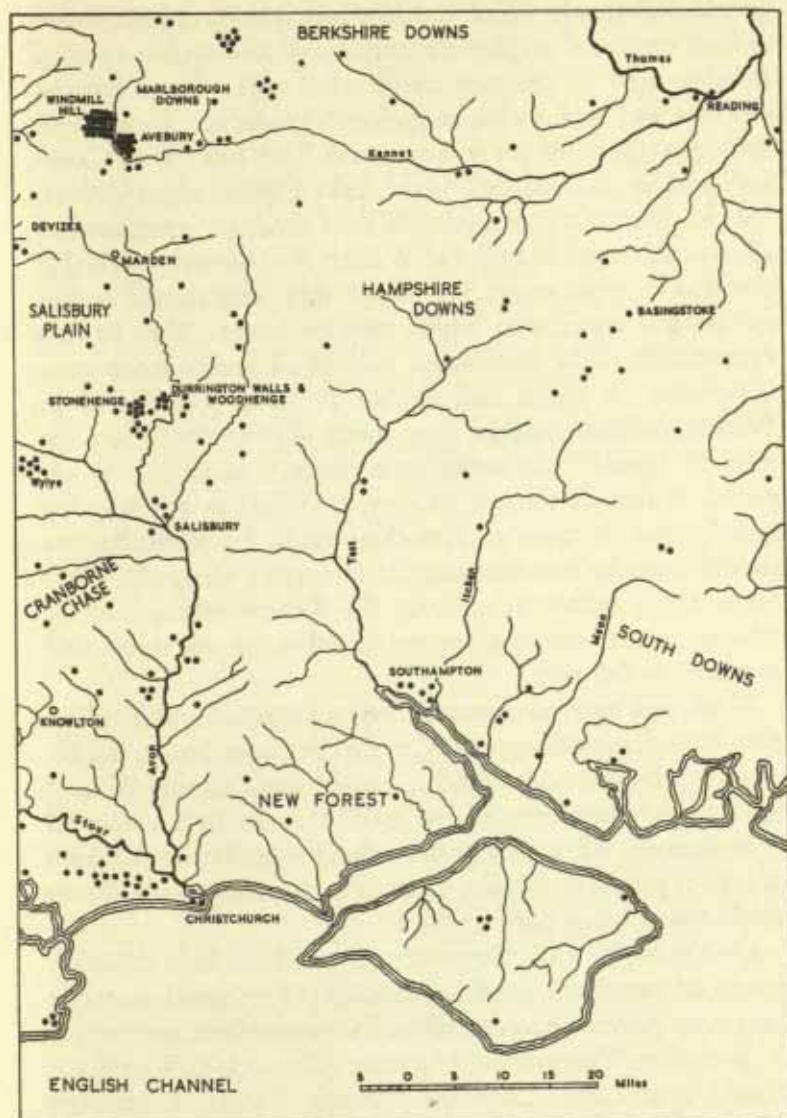 BERKSHIRE DOWNS
Thames
MARLBOROUGH
DOWNS
WINDMILL
HILL
READING
AVEBURY
Kennet
DEVIZES
MARDEN
HAMPSHIRE
DOWNS
SALISBURY
PLAIN
BASINGSTOKE
DURRINGTON WALLS &
WOODHENGE
STONEHENGE
Wylye
SALISBURY
Test
Itchen
CRANBORNE
CHASE
Meon
SOUTH DOWNS
SOUTHAMPTON
KNOWLTON
Avon
NEW FOREST
Stour
CHRISTCHURCH
ENGLISH CHANNEL
5 0 5 10 15 20
Miles